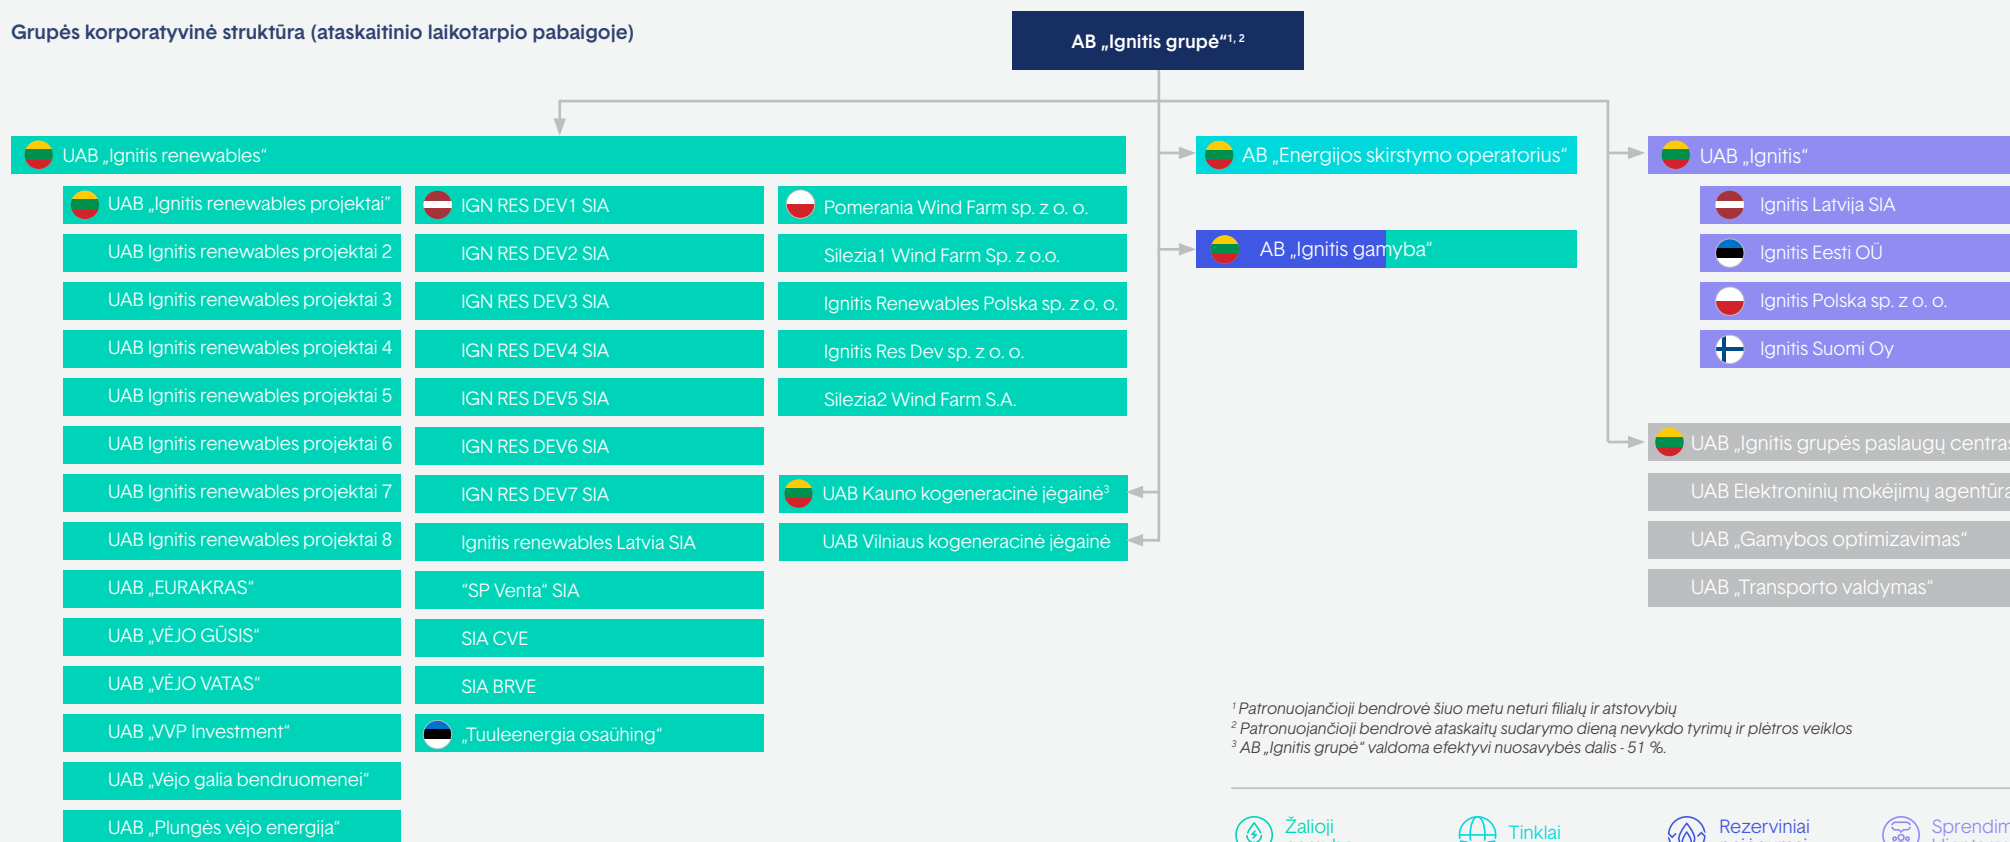 Grupės korporatyvinė struktūra (ataskaitinio laikotarpio pabaigoje)
AB „Ignitis grupė“¹, ²
UAB „Ignitis renewables“
UAB „Ignitis renewables projektai“
UAB Ignitis renewables projektai 2
UAB Ignitis renewables projektai 3
UAB Ignitis renewables projektai 4
UAB Ignitis renewables projektai 5
UAB Ignitis renewables projektai 6
UAB Ignitis renewables projektai 7
UAB Ignitis renewables projektai 8
UAB „EURAKRAS“
UAB „VĖJO GŪSIS“
UAB „VĖJO VATAS“
UAB „VVP Investment“
UAB „Vėjo galia bendruomenei“
UAB „Plungės vėjo energija“
IGN RES DEV1 SIA
IGN RES DEV2 SIA
IGN RES DEV3 SIA
IGN RES DEV4 SIA
IGN RES DEV5 SIA
IGN RES DEV6 SIA
IGN RES DEV7 SIA
Ignitis renewables Latvia SIA
“SP Venta“ SIA
SIA CVE
SIA BRVE
„Tuuleenergia osaühing“
Pomerania Wind Farm sp. z o. o.
Silezia1 Wind Farm Sp. z o.o.
Ignitis Renewables Polska sp. z o. o.
Ignitis Res Dev sp. z o. o.
Silezia2 Wind Farm S.A.
UAB Kauno kogeneracinė jėgainė³
UAB Vilniaus kogeneracinė jėgainė
AB „Energijos skirstymo operatorius“
AB „Ignitis gamyba“
UAB „Ignitis“
Ignitis Latvija SIA
Ignitis Eesti OÜ
Ignitis Polska sp. z o. o.
Ignitis Suomi Oy
UAB „Ignitis grupės paslaugų centras
UAB Elektroninių mokėjimų agentūra
UAB „Gamybos optimizavimas“
UAB „Transporto valdymas“
¹ Patronuojančioji bendrovė šiuo metu neturi filialų ir atstovybių
² Patronuojančioji bendrovė ataskaitų sudarymo dieną nevykdo tyrimų ir plėtros veiklos
³ AB „Ignitis grupė“ valdoma efektyvi nuosavybės dalis - 51 %.
Žalioji
Tinklai
Rezerviniai
Sprendim